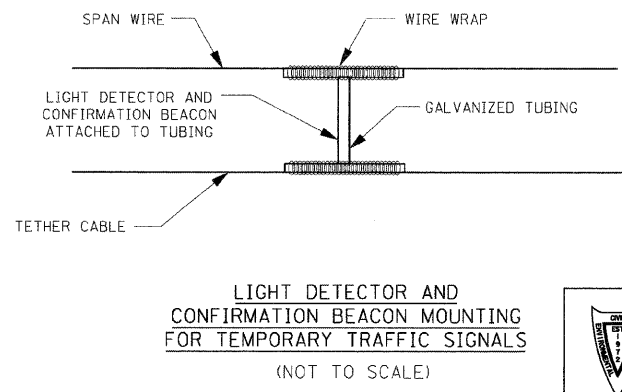 SPAN WIRE
WIRE WRAP
LIGHT DETECTOR AND
CONFIRMATION BEACON
ATTACHED TO TUBING
GALVANIZED TUBING
TETHER CABLE
LIGHT DETECTOR AND
CONFIRMATION BEACON MOUNTING
FOR TEMPORARY TRAFFIC SIGNALS
(NOT TO SCALE)